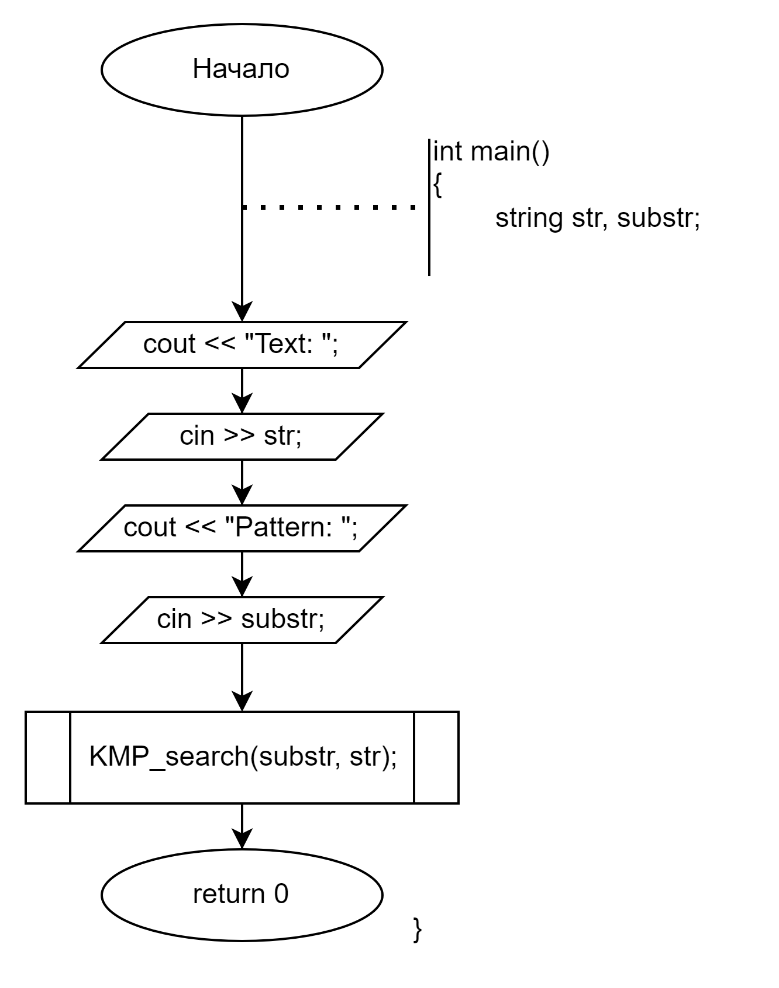 Начало
int main()
{
string str, substr;
cout << "Text: ";
cin >> str;
cout << "Pattern: ";
cin >> substr;
KMP_search(substr, str);
return 0
}